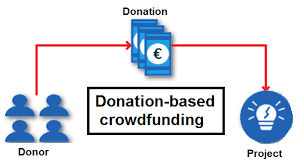 Donation
€
Donation-based
crowdfunding
Donor
Project